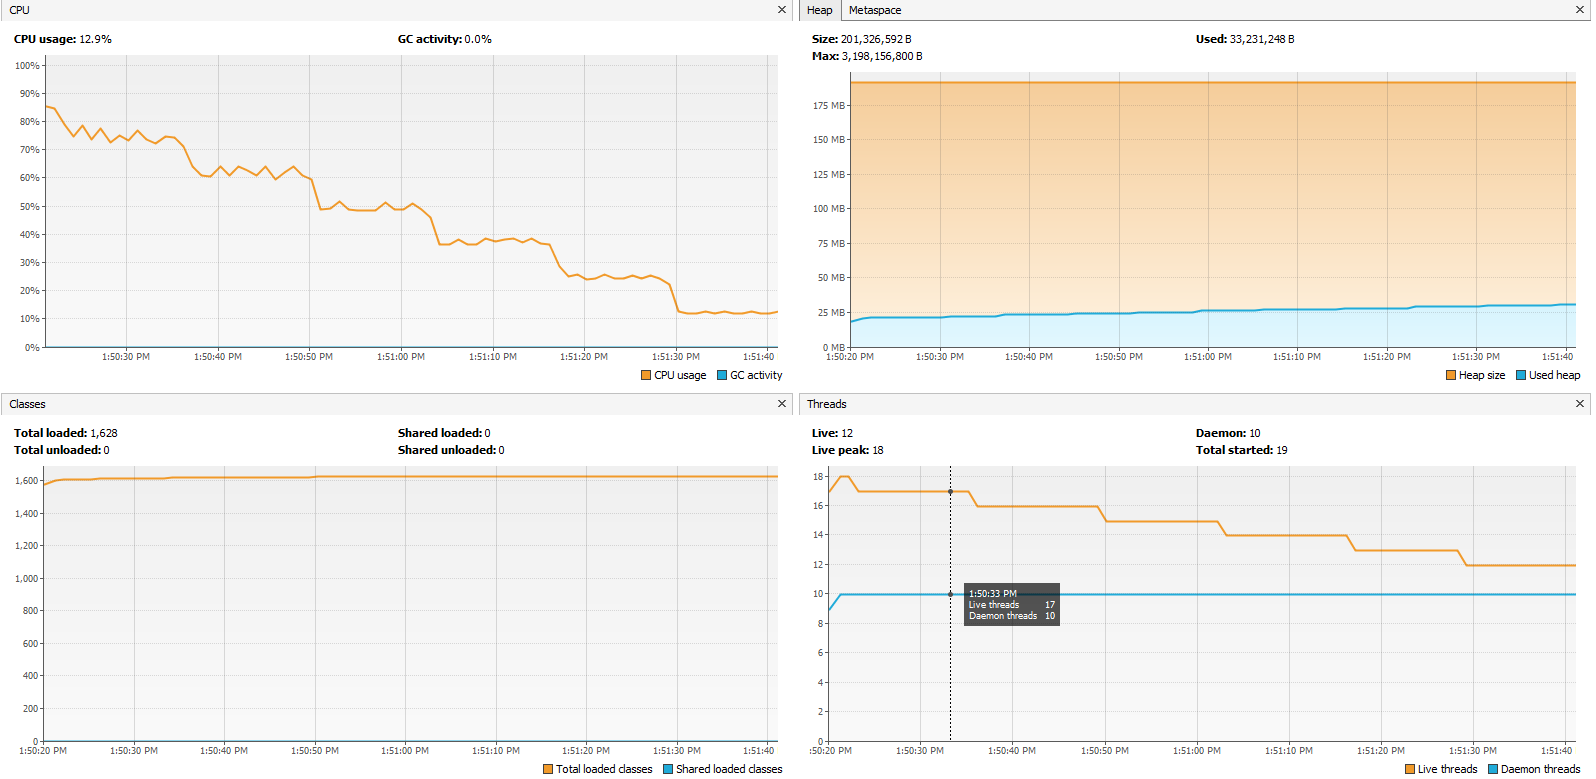 CPU
CPU usage: 12.9%
GC activity: 0.0%
100%
90%
80%
70%
60%
50%
40%
30%
20%
10%
0%
1:50:30 PM
1:50:40 PM
1:50:50 PM
1:51:00 PM
1:51:10 PM
1:51:20 PM
1:51:30 PM
1:51:40
CPU usage
GC activity
Heap
Metaspace
Size: 201,326,592 B
Used: 33,231,248 B
Max: 3,198,156,800 B
175 MB
150 MB
125 MB
100 MB
75 MB
50 MB
25 MB
0 MB
1:50:20 PM
1:50:30 PM
1:50:40 PM
1:50:50 PM
1:51:00 PM
1:51:10 PM
1:51:20 PM
1:51:30 PM
1:51:40
Heap size
Used heap
Classes
Total loaded: 1,628
Shared loaded: 0
Total unloaded: 0
Shared unloaded: 0
1,600
1,400
1,200
1,000
800
600
400
200
0
1:50:20 PM
1:50:30 PM
1:50:40 PM
1:50:50 PM
1:51:00 PM
1:51:10 PM
1:51:20 PM
1:51:30 PM
1:51:40
Total loaded classes
Shared loaded classes
Threads
Live: 12
Daemon: 10
Live peak: 18
Total started: 19
18
16
14
12
10
8
6
4
2
0
1:50:33 PM
Live threads 17
Daemon threads 10
:50:20 PM
1:50:30 PM
1:50:40 PM
1:50:50 PM
1:51:00 PM
1:51:10 PM
1:51:20 PM
1:51:30 PM
1:51:40
Live threads
Daemon threads